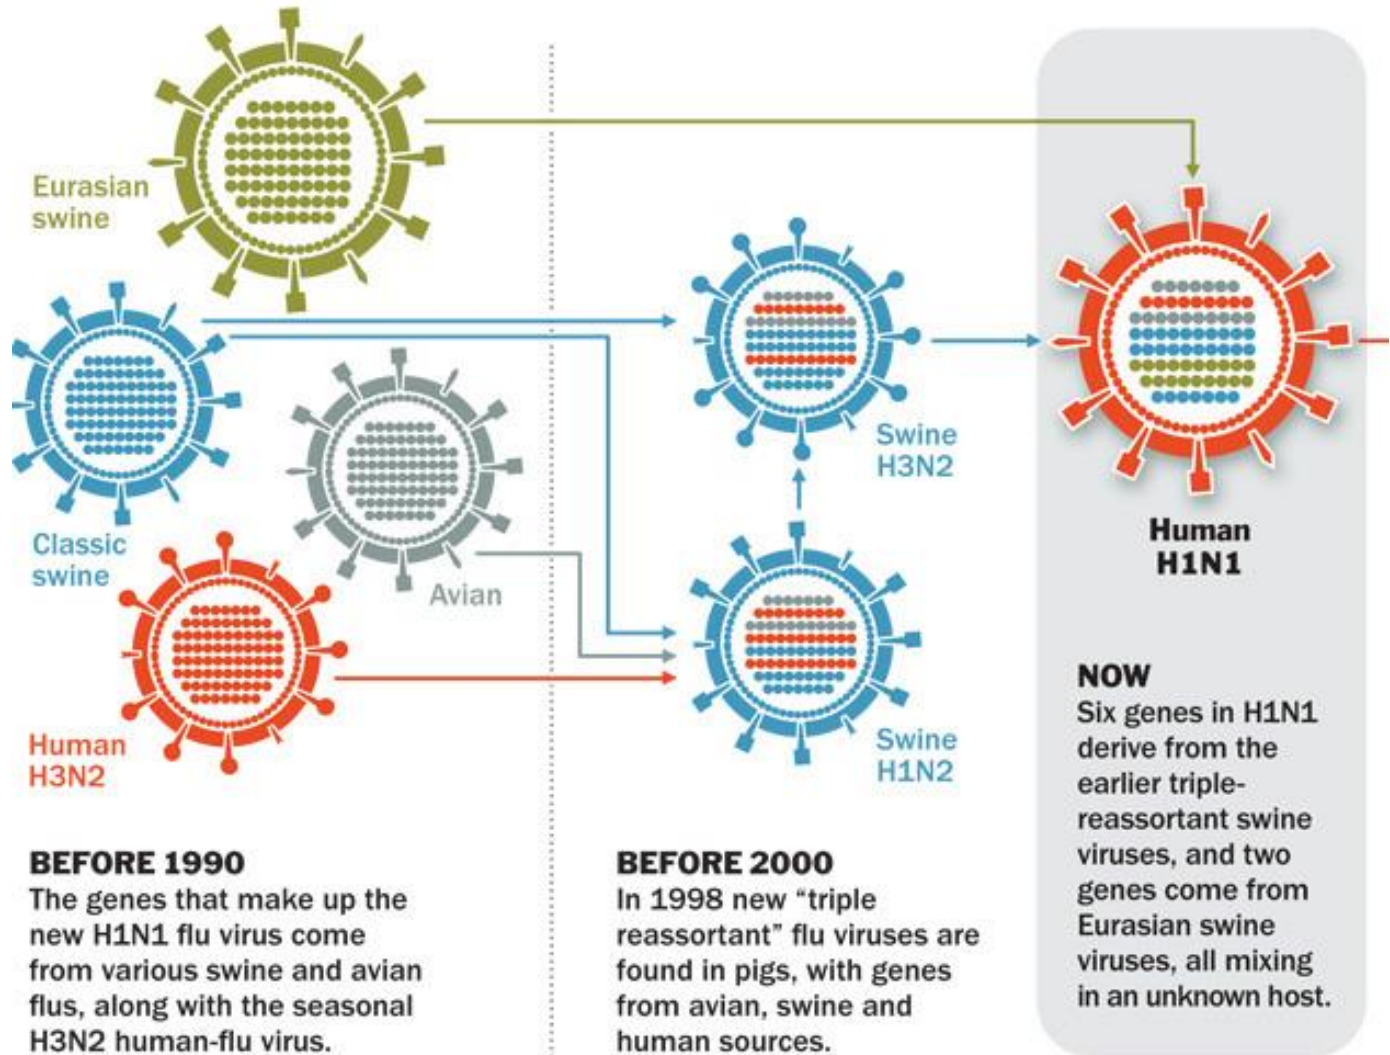 Eurasian
swine
Classic
swine
Avian
Human
H3N2
Swine
H3N2
Swine
H1N2
Human
H1N1
BEFORE 1990
The genes that make up the
new H1N1 flu virus come
from various swine and avian
flus, along with the seasonal
H3N2 human-flu virus.
BEFORE 2000
In 1998 new “triple
reassortant” flu viruses are
found in pigs, with genes
from avian, swine and
human sources.
NOW
Six genes in H1N1
derive from the
earlier triple-
reassortant swine
viruses, and two
genes come from
Eurasian swine
viruses, all mixing
in an unknown host.